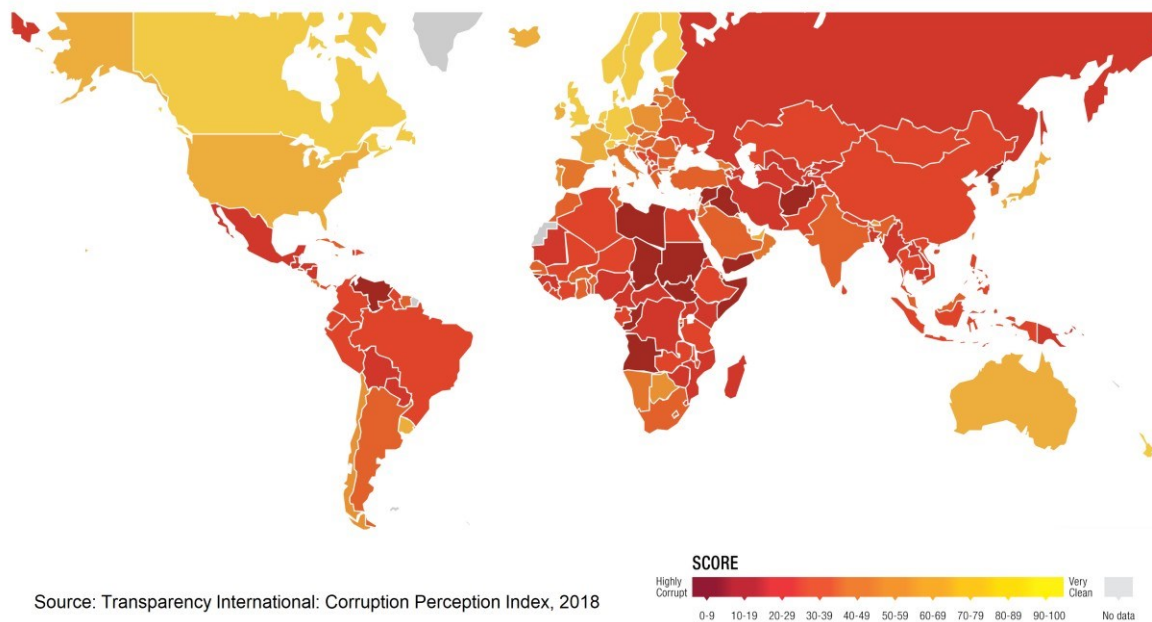 SCORE
Highly
Corrupt
Very
Clean
0-9 10-19 20-29 30-39 40-49 50-59 60-69 70-79 80-89 90-100 No data
Source: Transparency International: Corruption Perception Index, 2018